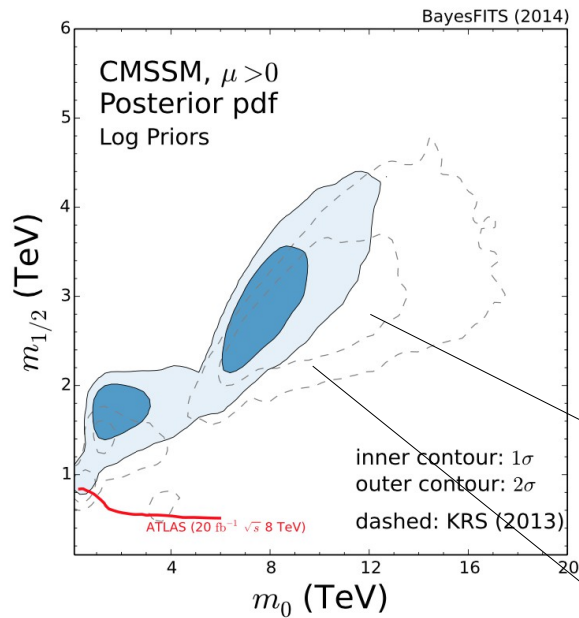 BayesFITS (2014)
6
CMSSM, μ > 0
Posterior pdf
Log Priors
5
4
m₁/₂ (TeV)
3
2
inner contour: 1σ
1
outer contour: 2σ
dashed: KRS (2013)
ATLAS (20 fb⁻¹ √s 8 TeV)
4 8 12 16 20
m₀ (TeV)